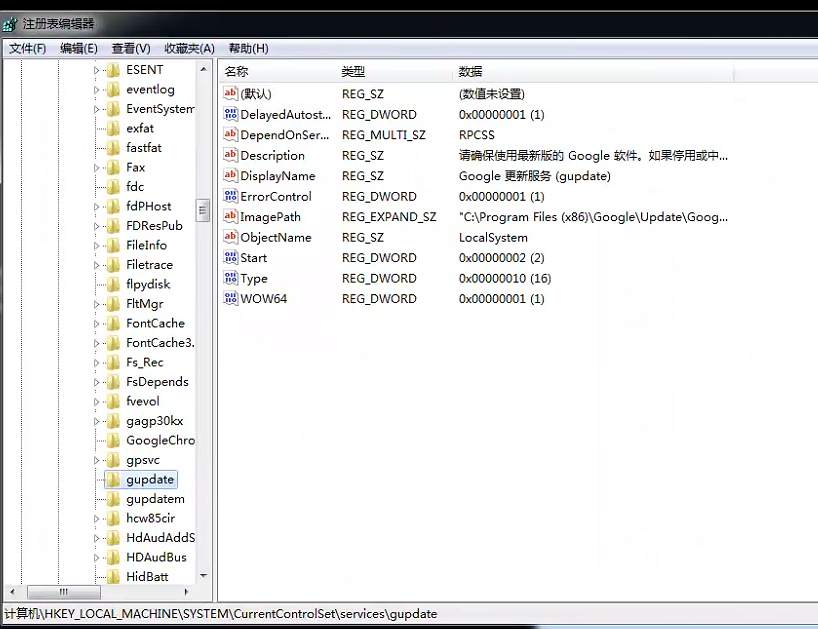 注册表编辑器
文件(F) 编辑(E) 查看(V) 收藏夹(A) 帮助(H)
ESENT
eventlog
EventSystem
exfat
fastfat
Fax
fdc
fdPHost
FDResPub
FileInfo
Filetrace
flpydisk
FltMgr
FontCache
FontCache3.
Fs_Rec
FsDepends
fvevol
gagp30kx
GoogleChro
gpsvc
gupdate
gupdatem
hcw85cir
HdAudAddS
HDAudBus
HidBatt
名称 类型 数据
(默认) REG_SZ (数值未设置)
DelayedAutost... REG_DWORD 0x00000001 (1)
DependOnSer... REG_MULTI_SZ RPCSS
Description REG_SZ 请确保使用最新版的 Google 软件。如果停用或中...
DisplayName REG_SZ Google 更新服务 (gupdate)
ErrorControl REG_DWORD 0x00000001 (1)
ImagePath REG_EXPAND_SZ "C:\Program Files (x86)\Google\Update\Goog...
ObjectName REG_SZ LocalSystem
Start REG_DWORD 0x00000002 (2)
Type REG_DWORD 0x00000010 (16)
WOW64 REG_DWORD 0x00000001 (1)
计算机\HKEY_LOCAL_MACHINE\SYSTEM\CurrentControlSet\services\gupdate